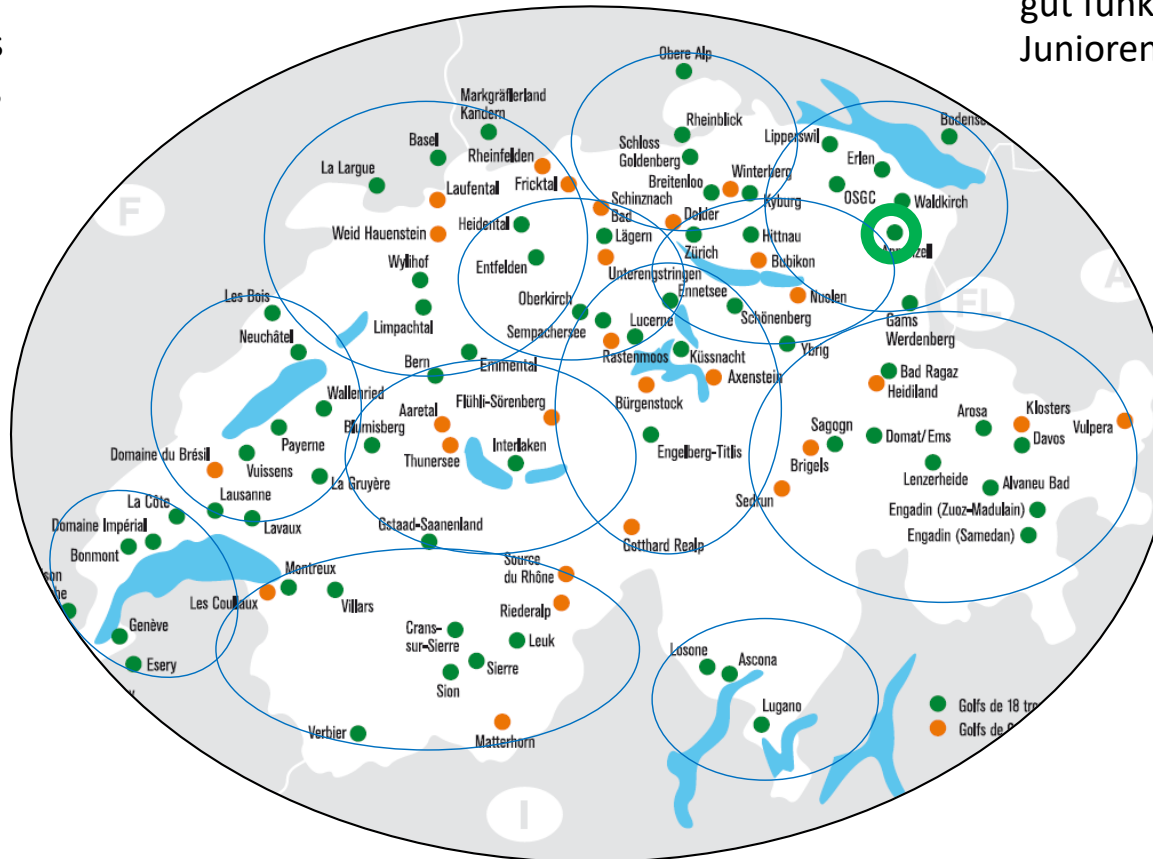 s
gut funk
Junioren
Obere Alp
Markgräflerland
Kandern
Basel
Rheinfelden
La Largue
Fricktal
Laufental
Rheinblick
Schloss
Goldenberg
Winterberg
Breitenloo
Schinznach
Bad
Kyburg
Lipperswil
Erlen
OSGC
Waldkirch
Weid Hauenstein
Heidental
Lägern
Dolder
Zürich
Hittnau
Wylihof
Entfelden
Unterengstringen
Bubikon
F
A
FL
Les Bois
Oberkirch
Ennetsee
Nuolen
Limpachtal
Sempachersee
Lucerne
Schönenberg
Gams
Werdenberg
Neuchâtel
Bern
Emmental
Rastenmoos
Küssnacht
Ybrig
Bad Ragaz
Heidiland
Axenstein
Bürgenstock
Wallenried
Aaretal
Flühli-Sörenberg
Arosa
Klosters
Vulpera
Blumisberg
Payerne
Thunersee
Interlaken
Engelberg-Titlis
Sagogn
Domat/Ems
Davos
Domaine du Brésil
Vuissens
Brigels
Lenzerheide
La Gruyère
Alvaneu Bad
Sedrun
Lausanne
La Côte
Lavaux
Engadin (Zuoz-Madulain)
Domaine Impérial
Gstaad-Saanenland
Gotthard Realp
Engadin (Samedan)
Bonmont
Source
du Rhône
Montreux
Les Coullaux
Villars
Riederalp
Genève
Crans-
sur-Sierre
Leuk
Esery
Sierre
Sion
Losone
Ascona
Lugano
Verbier
Matterhorn
Golfs de 18
Golfs de
I